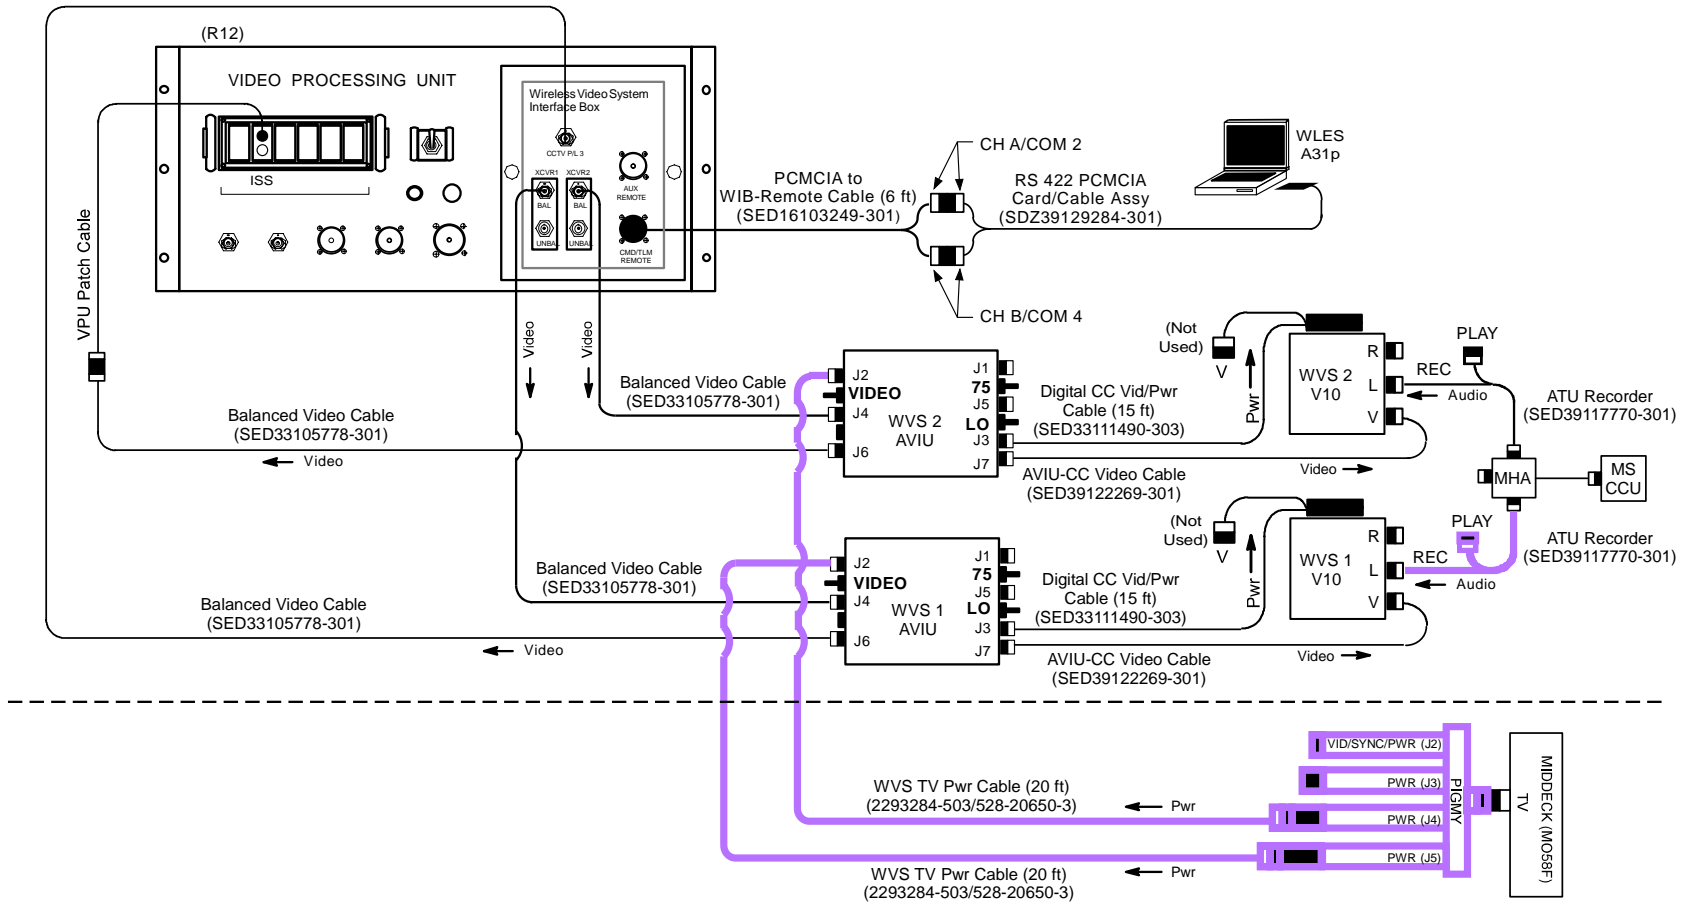 (R12)
VIDEO PROCESSING UNIT
ISS
Wireless Video System
Interface Box
CCTV P/L 3
XCVR1
XCVR2
BAL
BAL
UNBAL
UNBAL
AUX
REMOTE
CMD/TLM
REMOTE
VPU Patch Cable
PCMCIA to
WIB-Remote Cable (6 ft)
(SED16103249-301)
CH A/COM 2
RS 422 PCMCIA
Card/Cable Assy
(SDZ39129284-301)
CH B/COM 4
WLES
A31p
Video
Video
Balanced Video Cable
(SED33105778-301)
Balanced Video Cable
(SED33105778-301)
Video
J2
VIDEO
J4
J6
WVS 2
AVIU
J1
75
J5
LO
J3
J7
Digital CC Vid/Pwr
Cable (15 ft)
(SED33111490-303)
AVIU-CC Video Cable
(SED39122269-301)
(Not
Used)
V
Pwr
WVS 2
V10
R
L
V
REC
PLAY
Audio
Video
ATU Recorder
(SED39117770-301)
MHA
MS
CCU
Balanced Video Cable
(SED33105778-301)
Balanced Video Cable
(SED33105778-301)
Video
J2
VIDEO
J4
J6
WVS 1
AVIU
J1
75
J5
LO
J3
J7
Digital CC Vid/Pwr
Cable (15 ft)
(SED33111490-303)
AVIU-CC Video Cable
(SED39122269-301)
(Not
Used)
V
Pwr
WVS 1
V10
R
L
V
REC
PLAY
Audio
Video
ATU Recorder
(SED39117770-301)
WVS TV Pwr Cable (20 ft)
(2293284-503/528-20650-3)
Pwr
WVS TV Pwr Cable (20 ft)
(2293284-503/528-20650-3)
Pwr
VID/SYNC/PWR (J2)
PWR (J3)
PWR (J4)
PWR (J5)
PIGMY
MIDDECK (MO58F)
TV